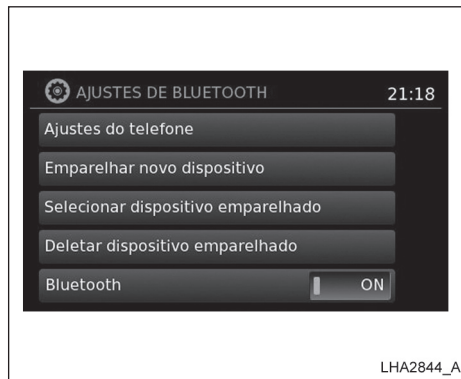 AJUSTES DE BLUETOOTH 21:18
Ajustes do telefone
Emparelhar novo dispositivo
Selecionar dispositivo emparelhado
Deletar dispositivo emparelhado
Bluetooth ON
LHA2844_A